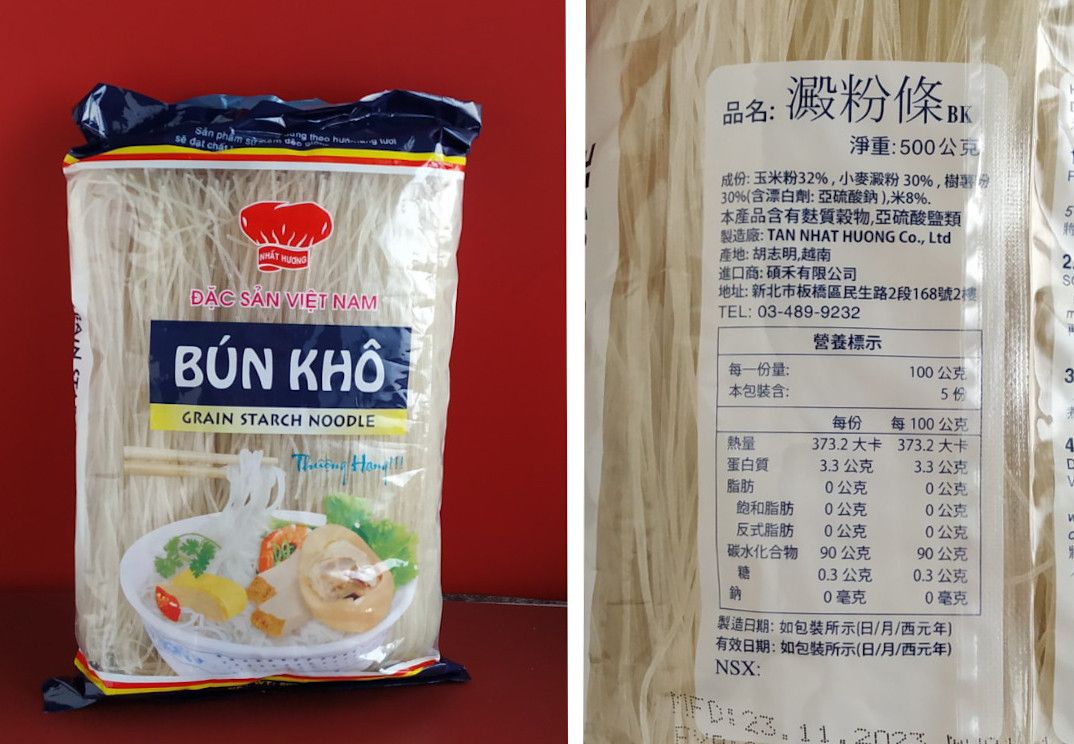 Sản phẩm
sẽ đạt chất
NHẤT HƯƠNG
ĐẶC SẢN VIỆT NAM
BÚN KHÔ
GRAIN STARCH NOODLE
Thượng Hạng!!!
品名: 澱粉條BK
淨重:500公克
成份: 玉米粉32% , 小麥澱粉 30% , 樹薯粉
30%(含漂白劑: 亞硫酸鈉 ),米8%.
本產品含有麩質穀物,亞硫酸鹽類
製造廠: TAN NHAT HUONG Co., Ltd
產地: 胡志明,越南
進口商: 碩禾有限公司
地址: 新北市板橋區民生路2段168號2樓
TEL: 03-489-9232
營養標示
每一份量: 100 公克
本包裝含: 5 份
每份 每 100 公克
熱量 373.2 大卡 373.2 大卡
蛋白質 3.3 公克 3.3 公克
脂肪 0 公克 0 公克
飽和脂肪 0 公克 0 公克
反式脂肪 0 公克 0 公克
碳水化合物 90 公克 90 公克
糖 0.3 公克 0.3 公克
鈉 0 毫克 0 毫克
製造日期: 如包裝所示(日/月/西元年)
有效日期: 如包裝所示(日/月/西元年)
NSX:
MFD:23.11.2023